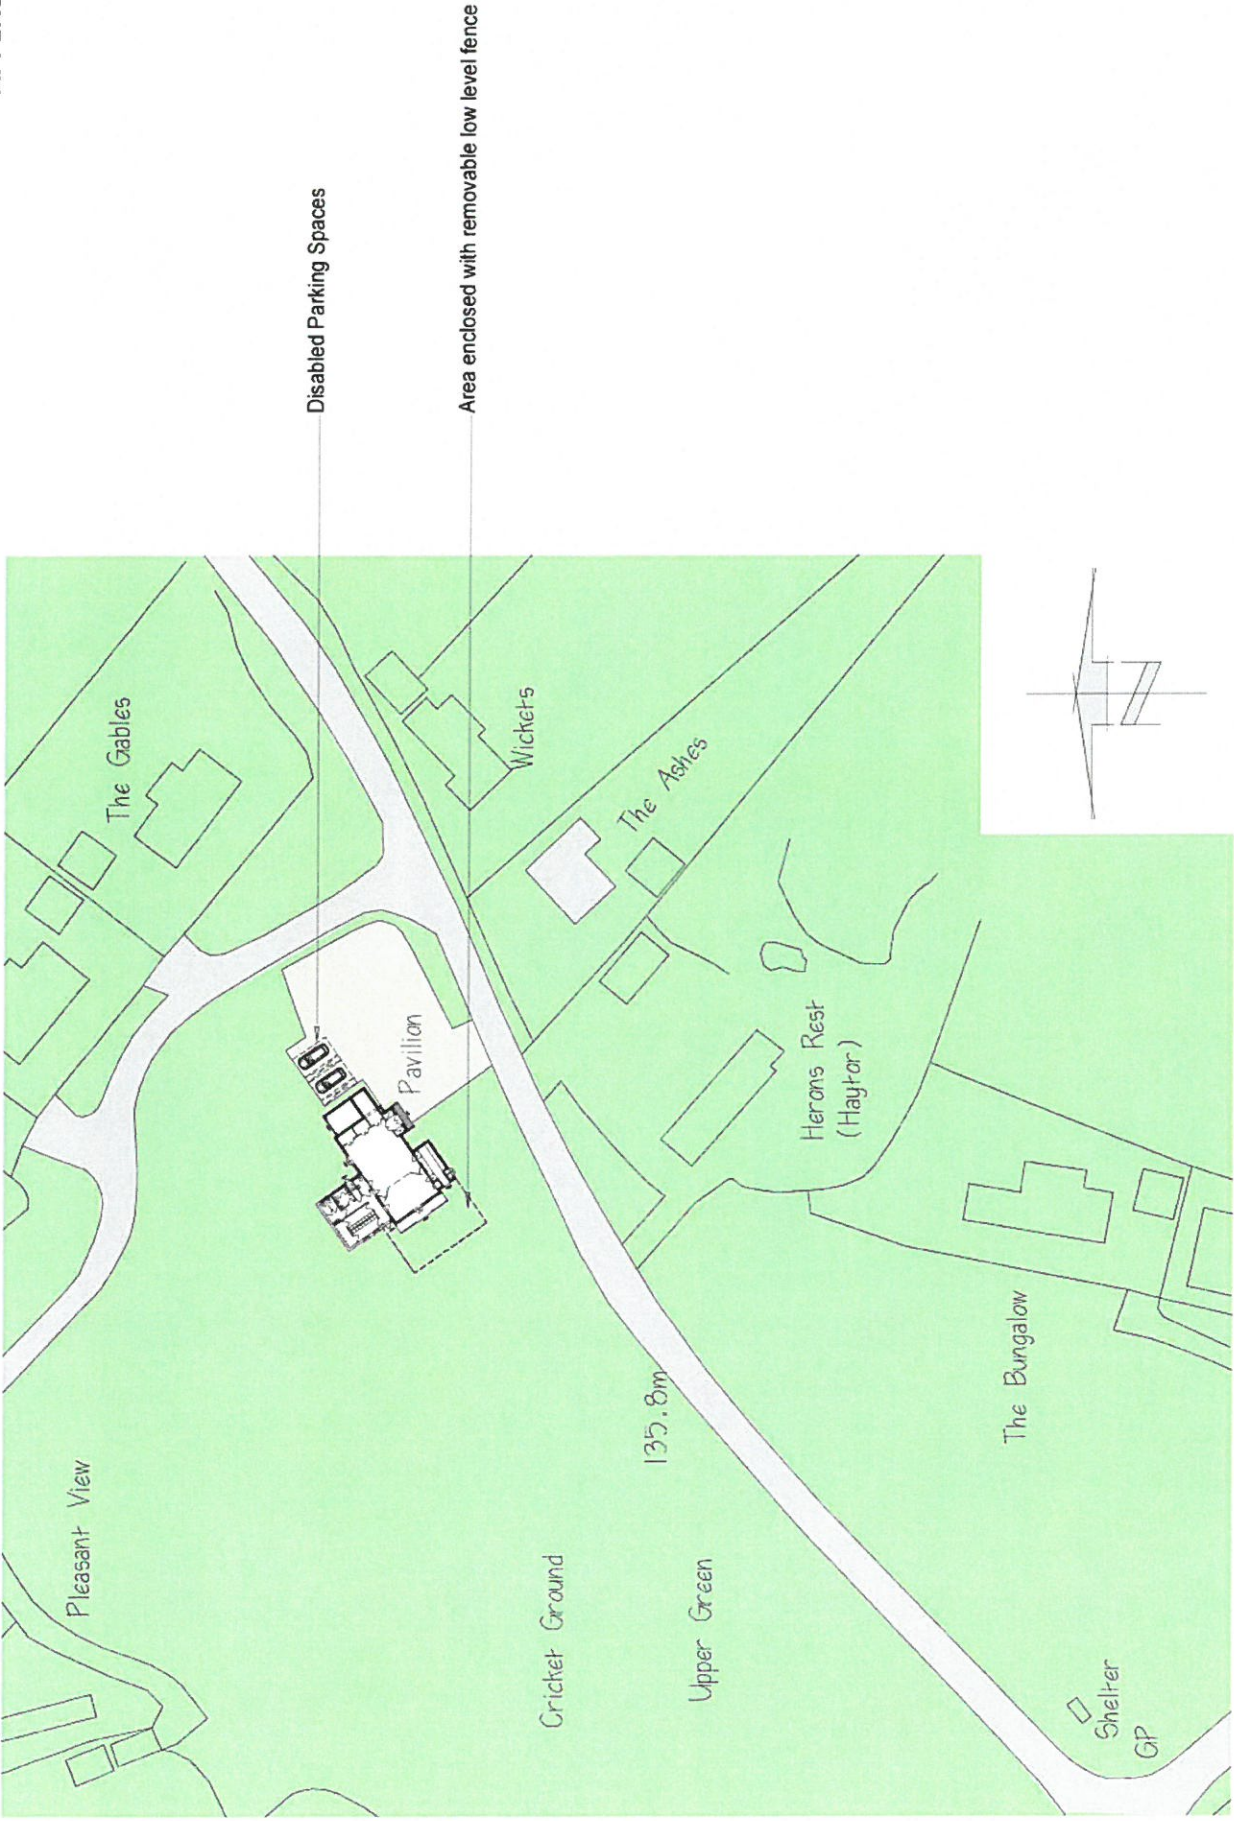 Disabled Parking Spaces
Area enclosed with removable low level fence
The Gables
Wickets
The Ashes
Pavilion
Herons Rest
(Haytor)
Pleasant View
135.8m
The Bungalow
Cricket Ground
Upper Green
Shelter
GP
N